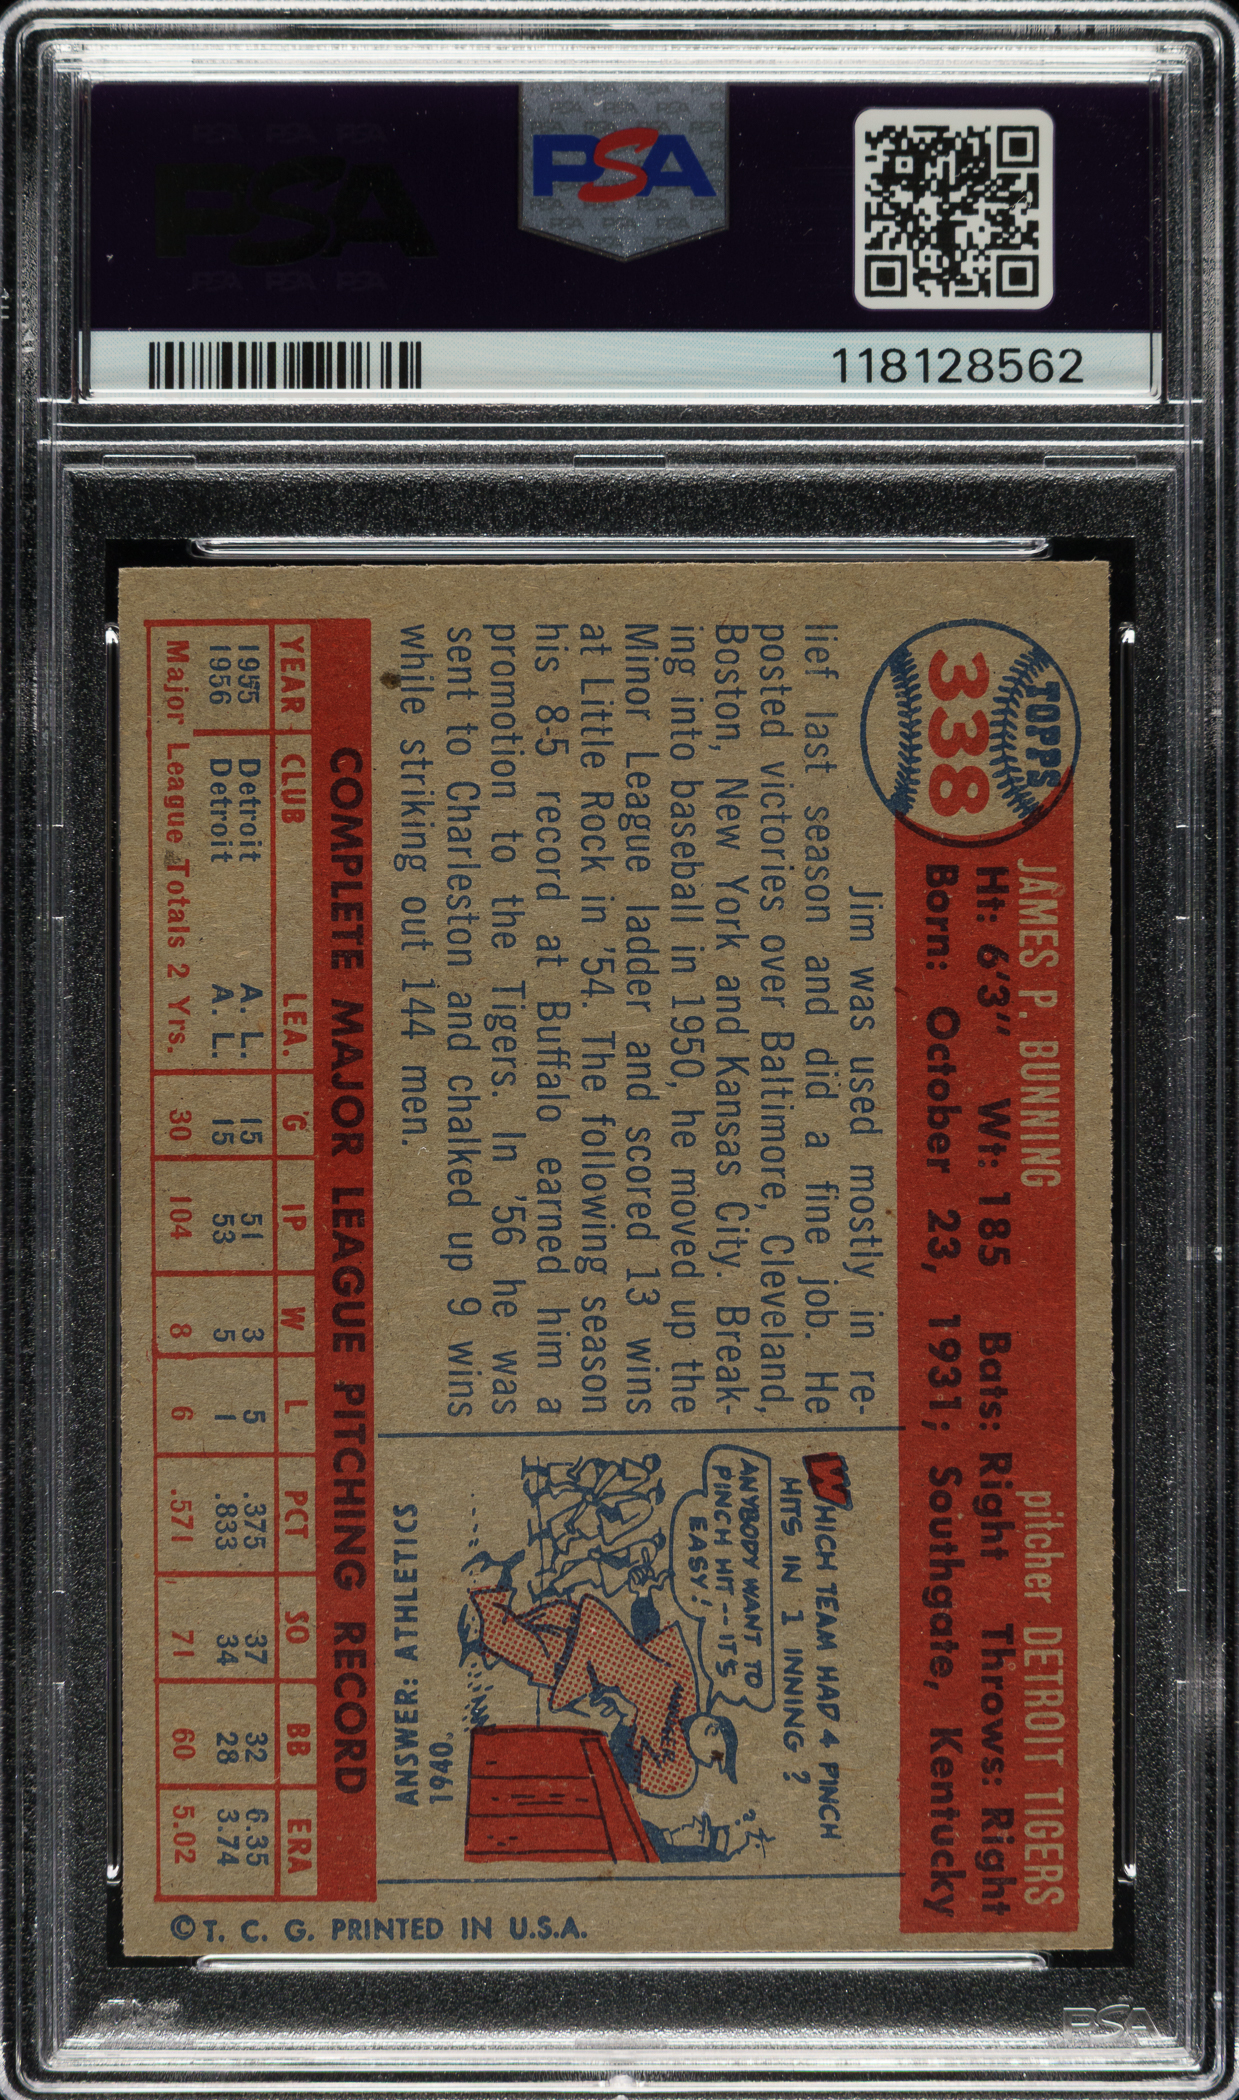 PSA
118128562
TOPPS
338
JAMES P. BUNNING pitcher DETROIT TIGERS
Ht: 6'3" Wt: 185 Bats: Right Throws: Right
Born: October 23, 1931; Southgate, Kentucky
Jim was used mostly in re-
lief last season and did a fine job. He
posted victories over Baltimore, Cleveland,
Boston, New York and Kansas City. Break-
ing into baseball in 1950, he moved up the
Minor League ladder and scored 13 wins
at Little Rock in '54. The following season
his 8-5 record at Buffalo earned him a
promotion to the Tigers. In '56 he was
sent to Charleston and chalked up 9 wins
while striking out 144 men.
WHICH TEAM HAD 4 PINCH
HITS IN 1 INNING?
ANYBODY WANT TO
PINCH HIT--IT'S
EASY!
ANSWER: ATHLETICS
1940.
COMPLETE MAJOR LEAGUE PITCHING RECORD
YEAR CLUB LEA. G IP W L PCT SO BB ERA
1955 Detroit A. L. 15 51 3 5 .375 37 32 6.35
1956 Detroit A. L. 15 53 5 1 .833 34 28 3.74
Major League Totals 2 Yrs. 30 104 8 6 .571 71 60 5.02
© T. C. G. PRINTED IN U.S.A.
PSA